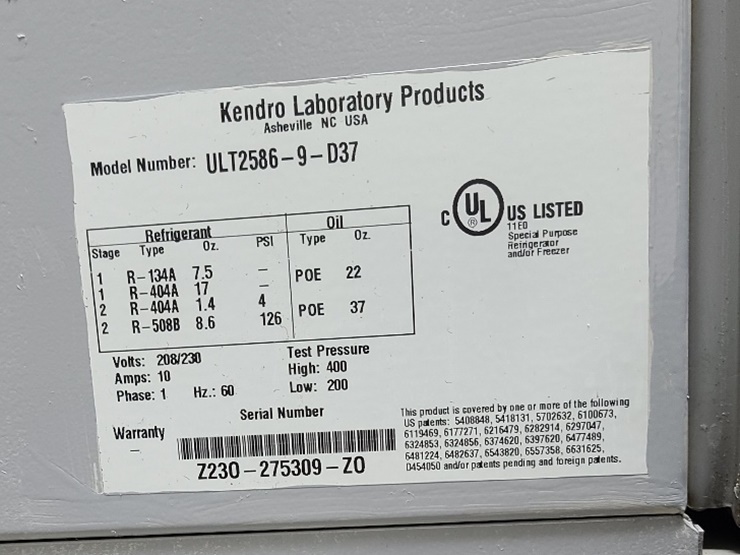 Kendro Laboratory Products
Asheville NC USA
Model Number: ULT2586-9-D37
Refrigerant Oil
Stage Type Oz. PSI Type Oz.
1 R-134A 7.5 – POE 22
1 R-404A 17 –
2 R-404A 1.4 4 POE 37
2 R-508B 8.6 126
C UL ® US LISTED
11E0
Special Purpose
Reirigerator
and/or Freezer
Volts: 208/230
Amps: 10
Phase: 1 Hz.: 60
Test Pressure
High: 400
Low: 200
Serial Number
Warranty
–
Z230-275309-ZO
This product is covered by one or more of the following
US patents: 5408848, 5418131, 5702632, 6100673,
6119469, 6177271, 6216479, 6282914, 6297047,
6324853, 6324856, 6374620, 6397620, 6477489,
6481224, 6482637, 6543820, 6557358, 6631625,
D454050 and/or patents pending and foreign patents.